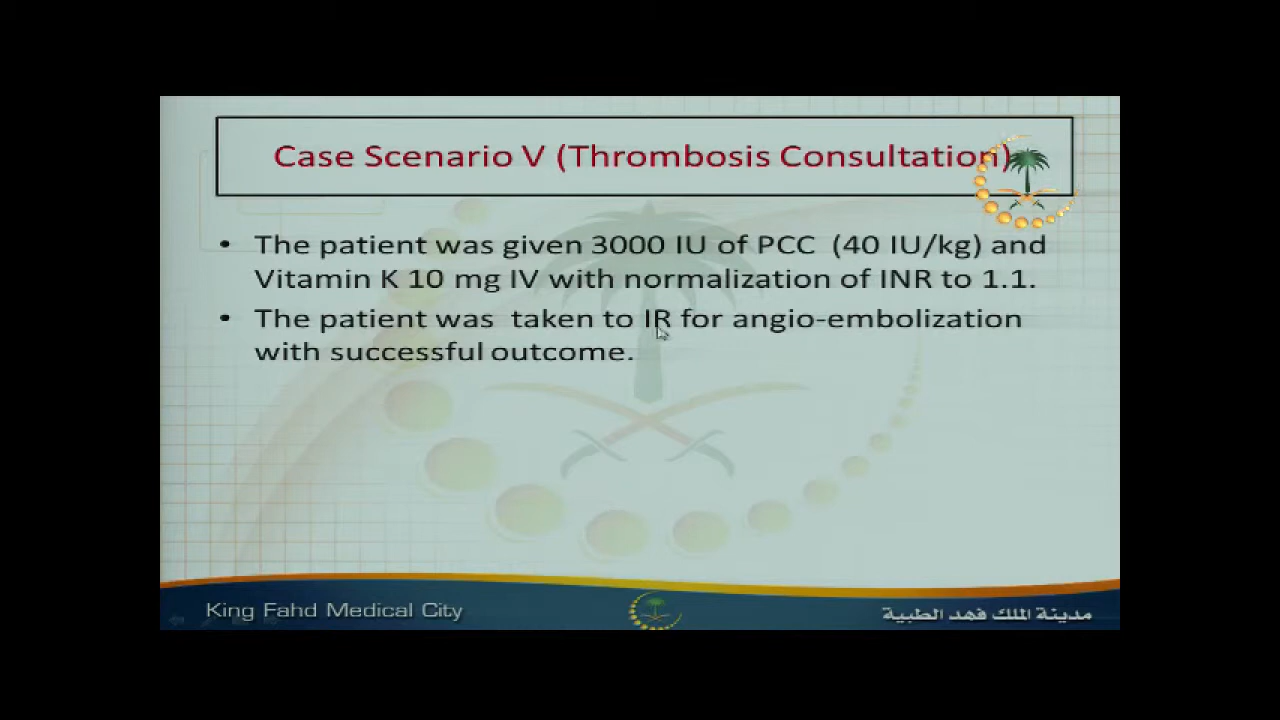 Case Scenario V (Thrombosis Consultation)
• The patient was given 3000 IU of PCC (40 IU/kg) and
Vitamin K 10 mg IV with normalization of INR to 1.1.
• The patient was taken to IR for angio-embolization
with successful outcome.
King Fahd Medical City
مدينة الملك فهد الطبية